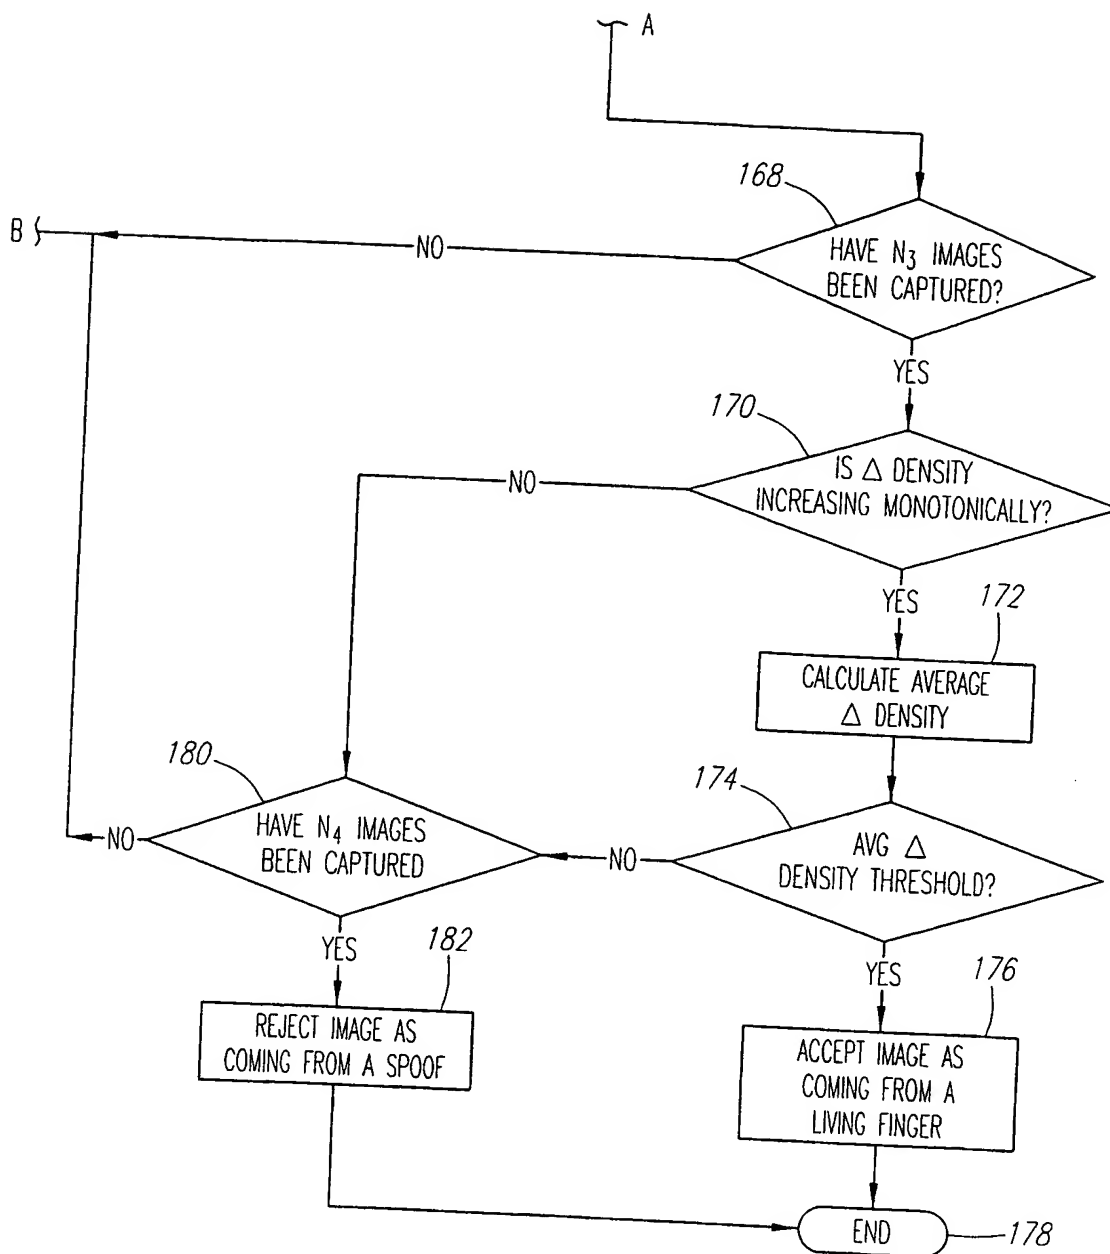 A
168
B
NO
HAVE N₃ IMAGES
BEEN CAPTURED?
YES
170
IS △ DENSITY
INCREASING MONOTONICALLY?
NO
YES
172
CALCULATE AVERAGE
△ DENSITY
180
174
HAVE N₄ IMAGES
BEEN CAPTURED
NO
NO
AVG △
DENSITY THRESHOLD?
YES
182
YES
176
REJECT IMAGE AS
COMING FROM A SPOOF
ACCEPT IMAGE AS
COMING FROM A
LIVING FINGER
END
178